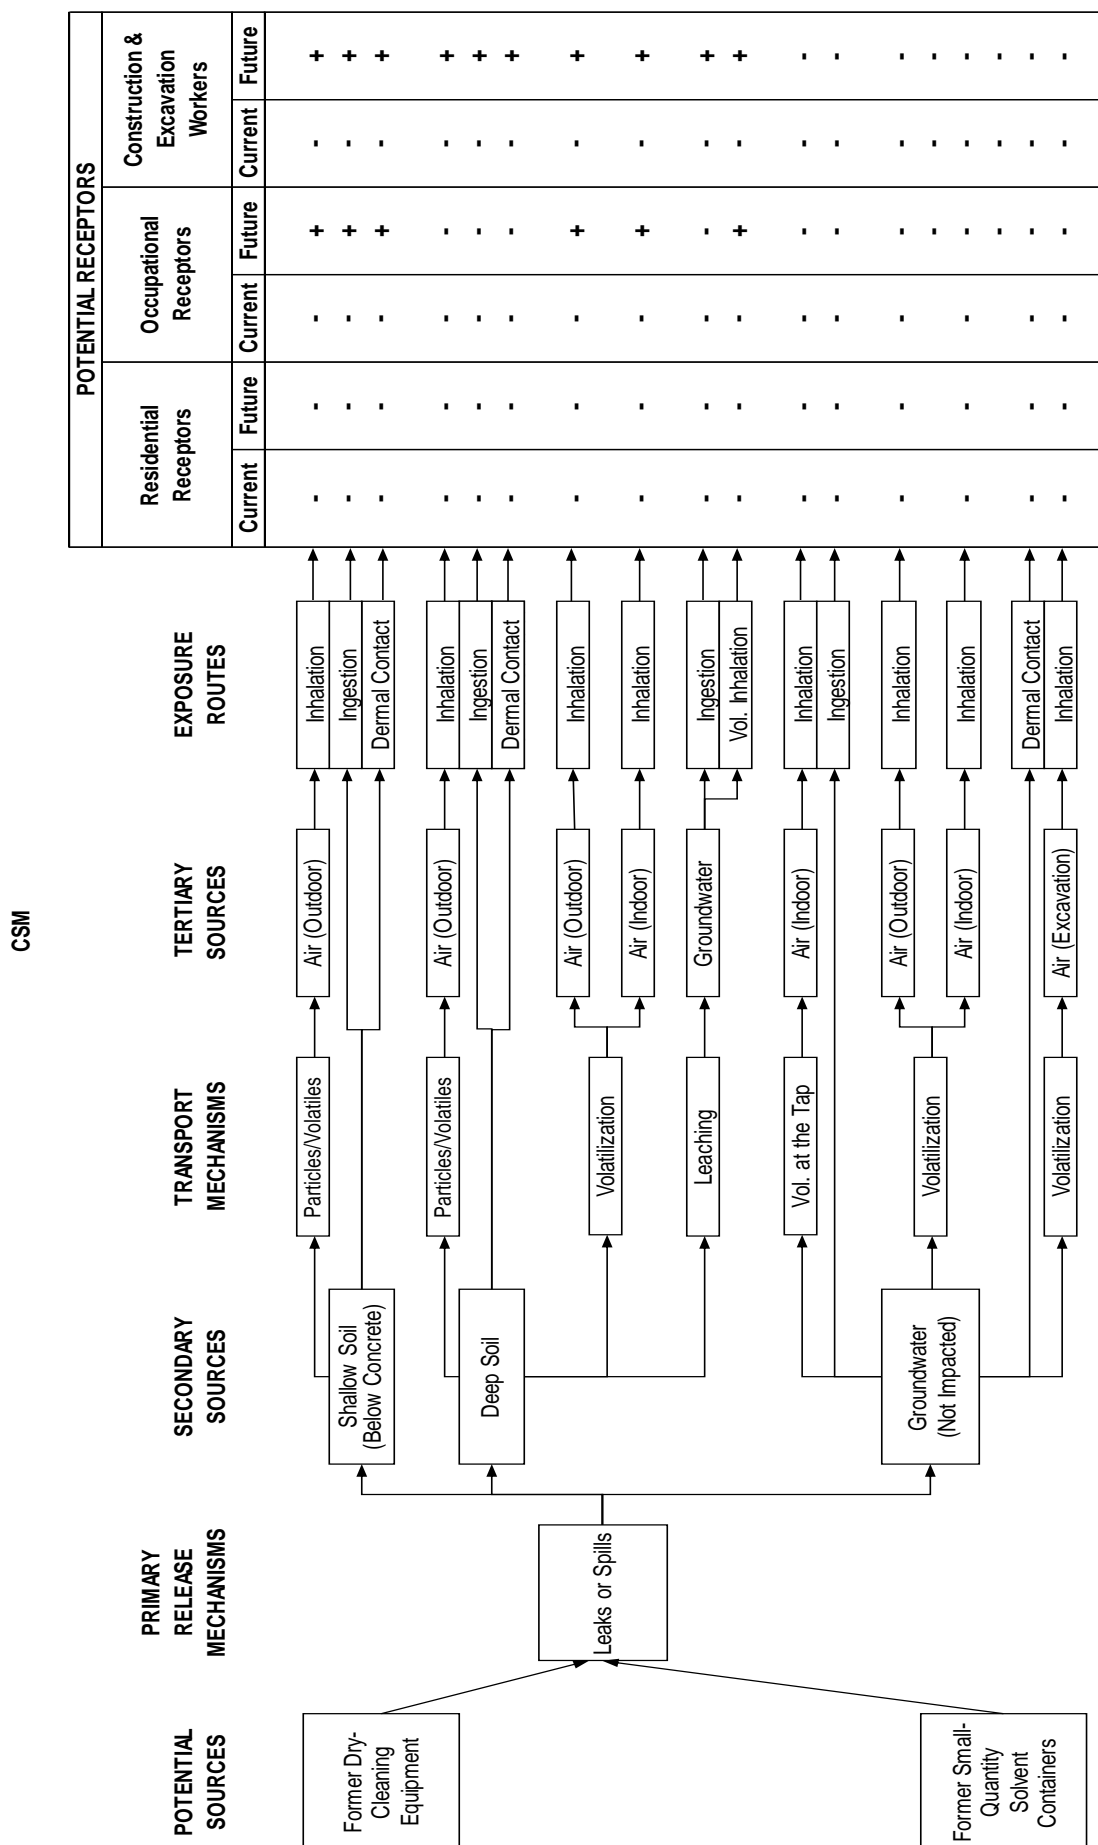 CSM
POTENTIAL
SOURCES
PRIMARY
RELEASE
MECHANISMS
SECONDARY
SOURCES
TRANSPORT
MECHANISMS
TERTIARY
SOURCES
EXPOSURE
ROUTES
POTENTIAL RECEPTORS
Residential
Receptors
Occupational
Receptors
Construction &
Excavation
Workers
Current
Future
Current
Future
Current
Future
Former Dry-
Cleaning
Equipment
Former Small-
Quantity
Solvent
Containers
Leaks or Spills
Shallow Soil
(Below Concrete)
Deep Soil
Groundwater
(Not Impacted)
Particles/Volatiles
Particles/Volatiles
Volatilization
Leaching
Vol. at the Tap
Volatilization
Volatilization
Air (Outdoor)
Air (Outdoor)
Air (Outdoor)
Air (Indoor)
Groundwater
Air (Indoor)
Air (Outdoor)
Air (Indoor)
Air (Excavation)
Inhalation - - - + - +
Ingestion - - - + - +
Dermal Contact - - - + - +
Inhalation - - - - - +
Ingestion - - - - - +
Dermal Contact - - - - - +
Inhalation - - - + - +
Inhalation - - - + - +
Ingestion - - - - - +
Vol. Inhalation - - - + - +
Inhalation - - - - - -
Ingestion - - - - - -
Inhalation - - - - - -
- -
Inhalation - - - - - -
- -
Dermal Contact - - - - - -
Inhalation - - - - - -